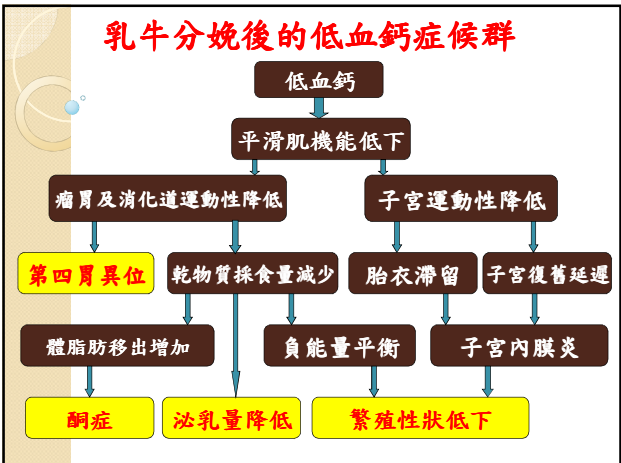 乳牛分娩後的低血鈣症候群
低血鈣
平滑肌機能低下
瘤胃及消化道運動性降低
子宮運動性降低
第四胃異位
乾物質採食量減少
胎衣滯留
子宮復舊延遲
體脂肪移出增加
負能量平衡
子宮內膜炎
酮症
泌乳量降低
繁殖性狀低下